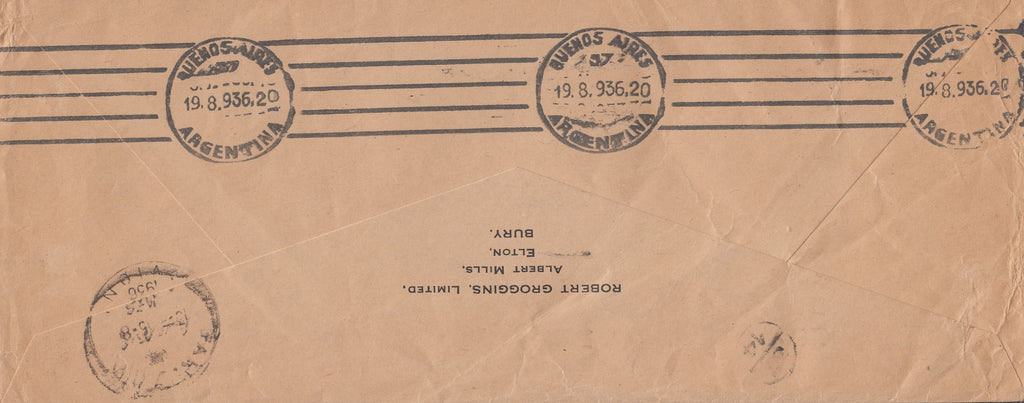 BUENOS AIRES
19.8.936.20
ARGENTINA
BUENOS AIRES
19.8.936.20
ARGENTINA
BUENOS
19.8.936.20
ARGENTINA
ROBERT GROGGINS, LIMITED,
ALBERT MILLS,
ELTON,
BURY.
1936